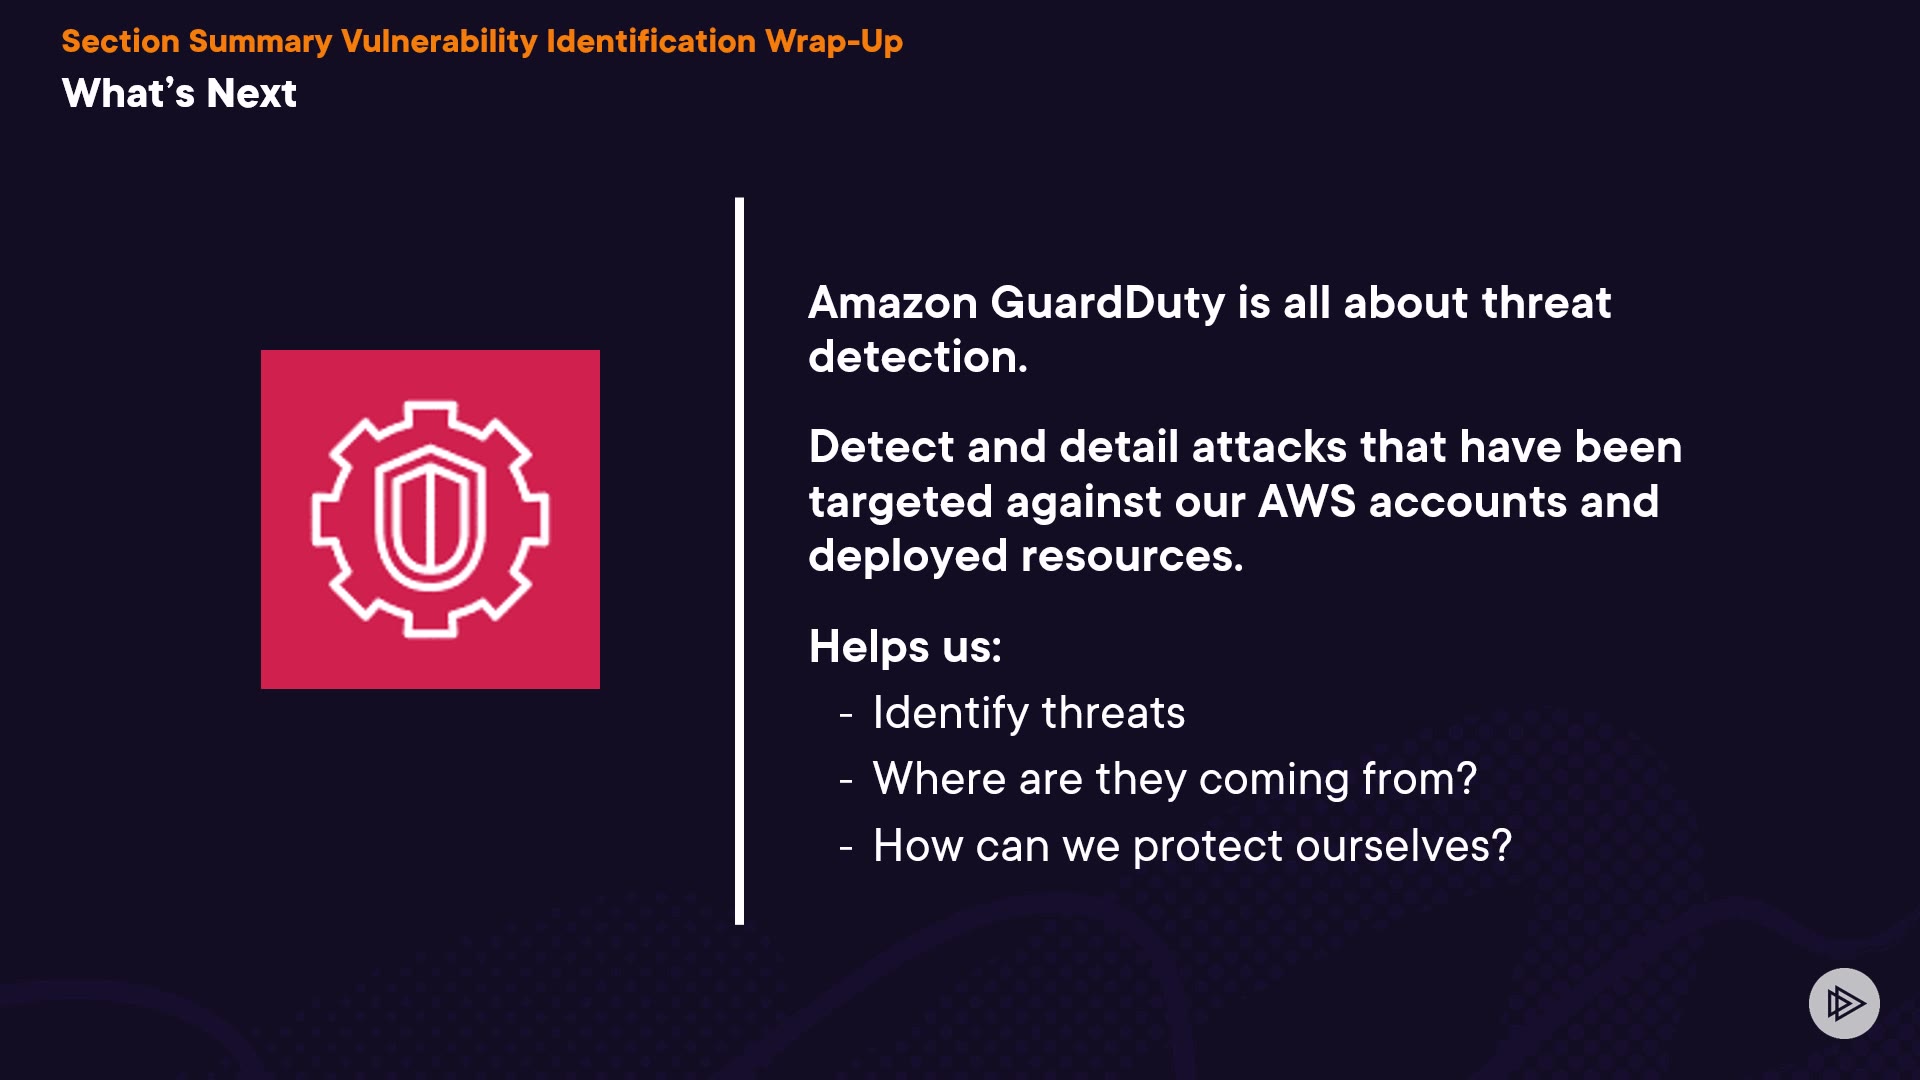 Section Summary Vulnerability Identification Wrap-Up
What’s Next
Amazon GuardDuty is all about threat
detection.
Detect and detail attacks that have been
targeted against our AWS accounts and
deployed resources.
Helps us:
- Identify threats
- Where are they coming from?
- How can we protect ourselves?